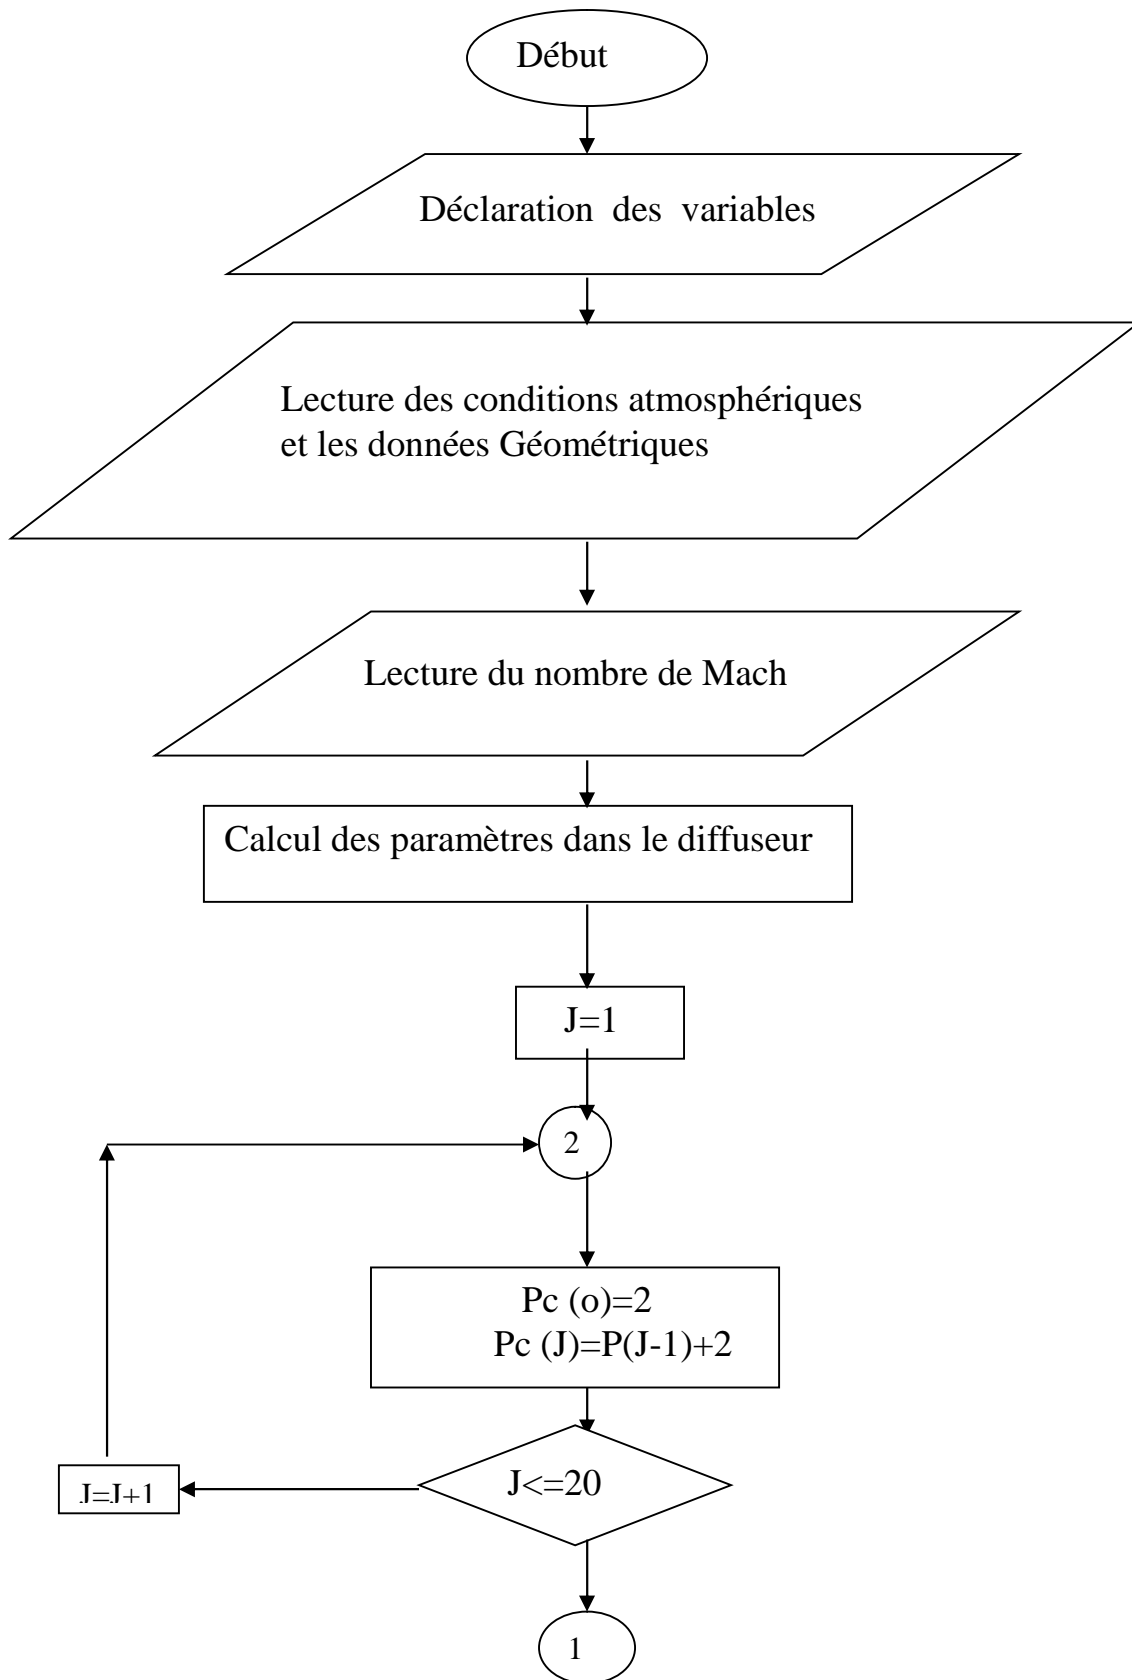 Début
Déclaration des variables
Lecture des conditions atmosphériques
et les données Géométriques
Lecture du nombre de Mach
Calcul des paramètres dans le diffuseur
J=1
2
Pc (o)=2
Pc (J)=P(J-1)+2
J<=20
J=J+1
1